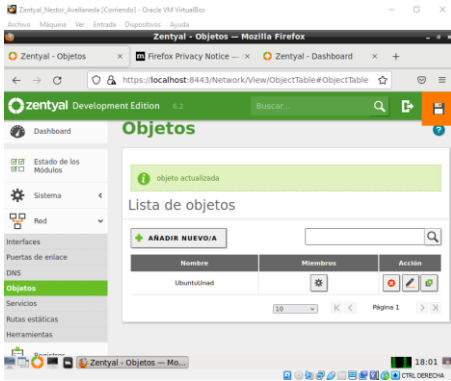 Zentyal_Nestor_Avellaneda [Corriendo] - Oracle VM VirtualBox
Archivo Máquina Ver Entrada Dispositivos Ayuda
Zentyal - Objetos — Mozilla Firefox
Zentyal - Objetos × Firefox Privacy Notice — × Zentyal - Dashboard × +
https://localhost:8443/Network/View/ObjectTable#ObjectTable
zentyal Development Edition 6.2 Buscar...
Dashboard
Objetos
Estado de los
Módulos
objeto actualizada
Sistema
Lista de objetos
Red
AÑADIR NUEVO/A
Interfaces
Puertas de enlace
Nombre Miembros Acción
DNS
UbuntuUnad
Objetos
Servicios
10 Página 1
Rutas estáticas
Herramientas
Registros
Zentyal - Objetos — Mo... 18:01
CTRL DERECHA